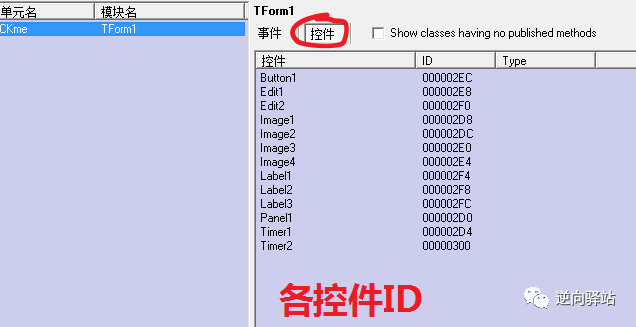 单元名 模块名
CKme TForm1
TForm1
事件 控件 Show classes having no published methods
控件 ID Type
Button1 000002EC
Edit1 000002E8
Edit2 000002F0
Image1 000002D8
Image2 000002DC
Image3 000002E0
Image4 000002E4
Label1 000002F4
Label2 000002F8
Label3 000002FC
Panel1 000002D0
Timer1 000002D4
Timer2 00000300
各控件ID
逆向驿站